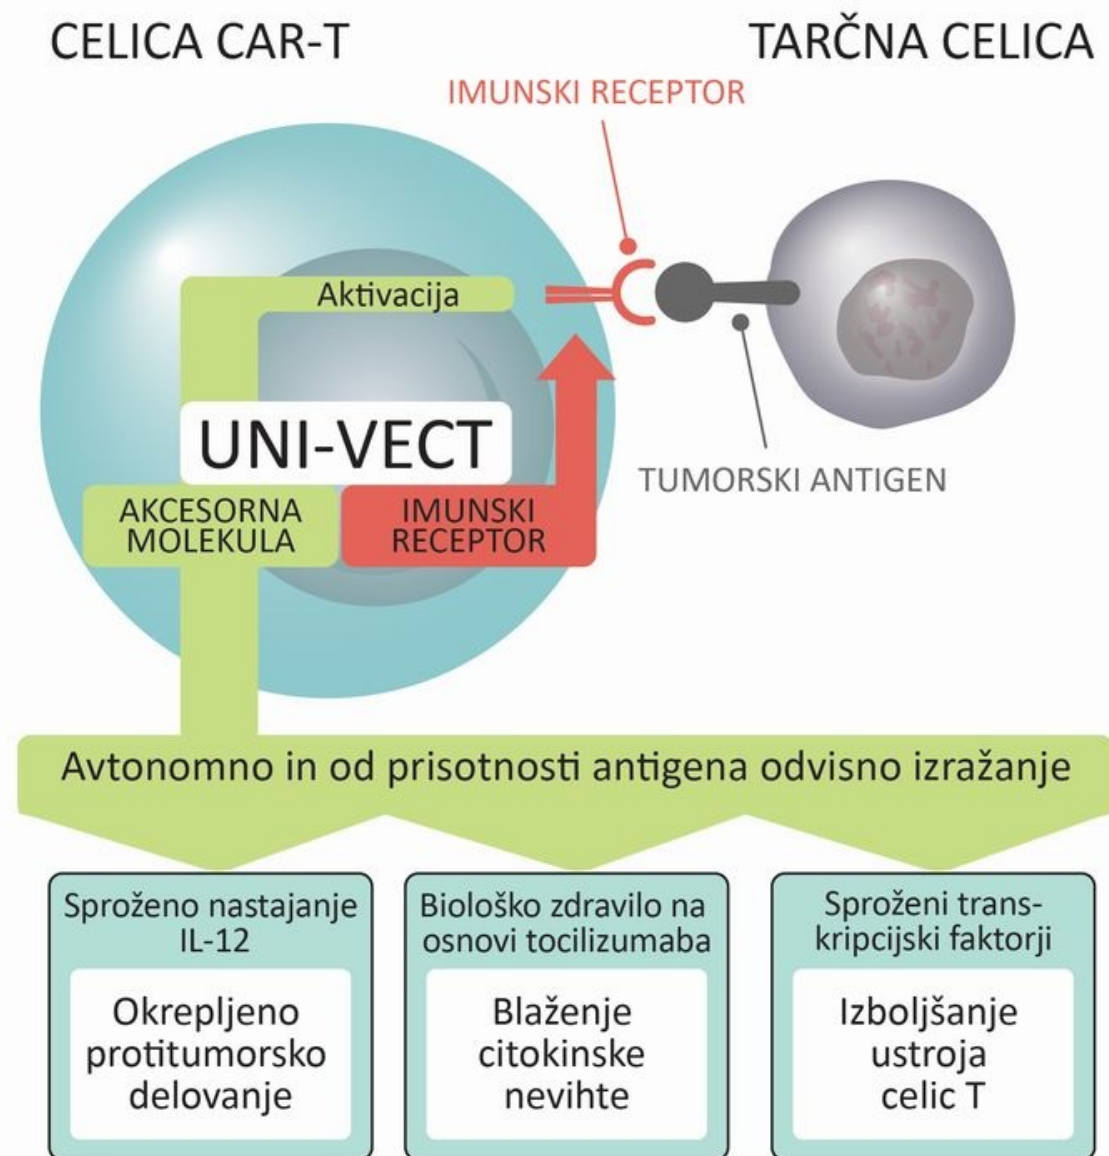 CELICA CAR-T
TARČNA CELICA
IMUNSKI RECEPTOR
Aktivacija
UNI-VECT
TUMORSKI ANTIGEN
AKCESORNA
MOLEKULA
IMUNSKI
RECEPTOR
Avtonomno in od prisotnosti antigena odvisno izražanje
Sproženo nastajanje
IL-12
Okrepljeno
protitumorsko
delovanje
Biološko zdravilo na
osnovi tocilizumaba
Blaženje
citokinske
nevihte
Sproženi trans-
kripcijski faktorji
Izboljšanje
ustroja
celic T